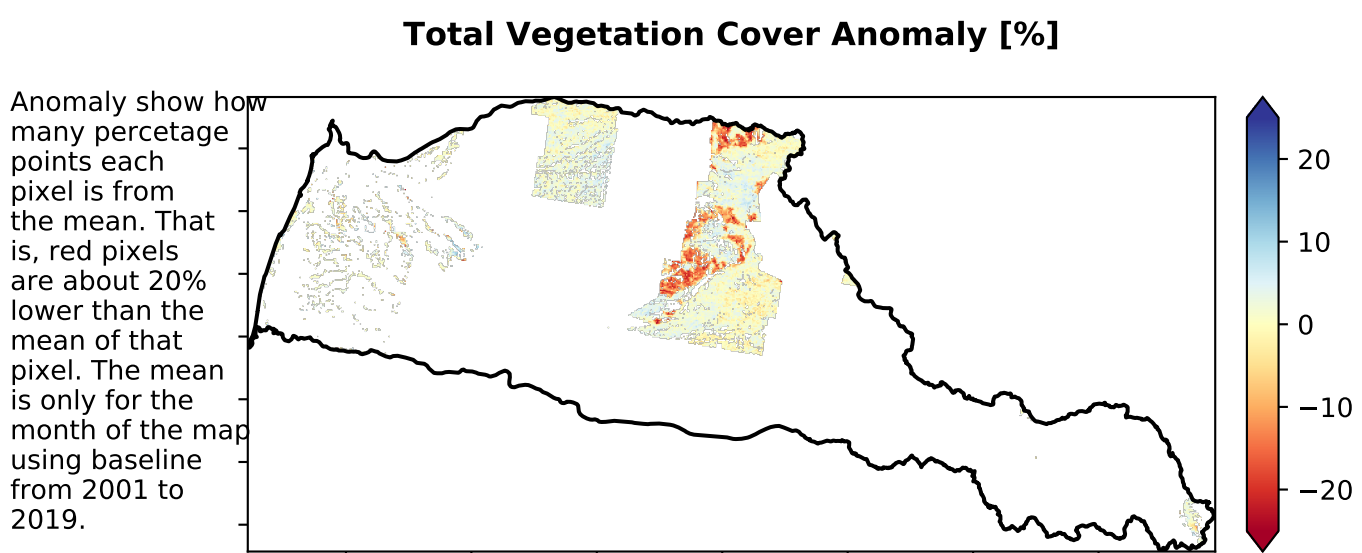 Total Vegetation Cover Anomaly [%]
Anomaly show how
many percetage
points each
pixel is from
the mean. That
is, red pixels
are about 20%
lower than the
mean of that
pixel. The mean
is only for the
month of the map
using baseline
from 2001 to
2019.
20
10
0
−10
−20